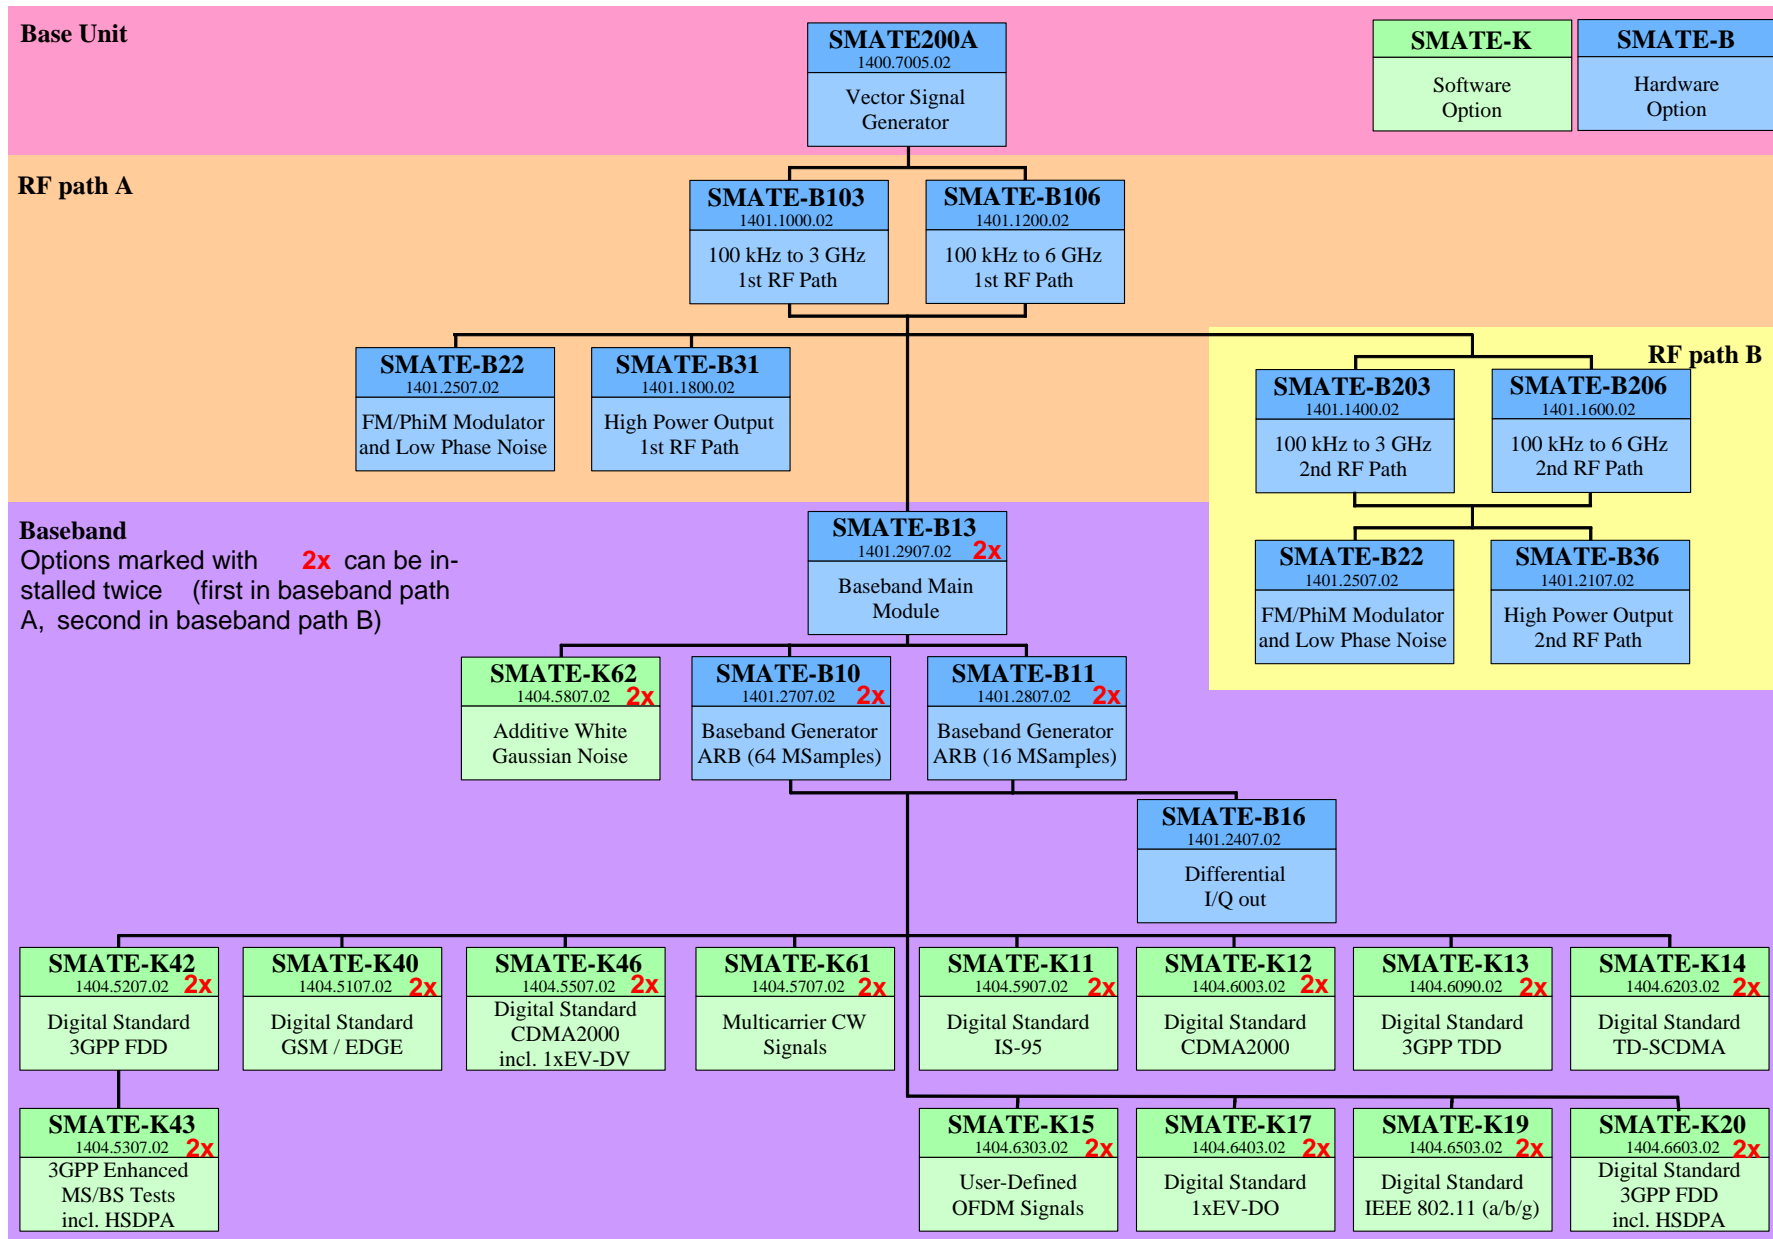 Base Unit
SMATE200A
1400.7005.02
Vector Signal
Generator
SMATE-K
Software
Option
SMATE-B
Hardware
Option
RF path A
SMATE-B103
1401.1000.02
100 kHz to 3 GHz
1st RF Path
SMATE-B106
1401.1200.02
100 kHz to 6 GHz
1st RF Path
SMATE-B22
1401.2507.02
FM/PhiM Modulator
and Low Phase Noise
SMATE-B31
1401.1800.02
High Power Output
1st RF Path
RF path B
SMATE-B203
1401.1400.02
100 kHz to 3 GHz
2nd RF Path
SMATE-B206
1401.1600.02
100 kHz to 6 GHz
2nd RF Path
SMATE-B22
1401.2507.02
FM/PhiM Modulator
and Low Phase Noise
SMATE-B36
1401.2107.02
High Power Output
2nd RF Path
Baseband
Options marked with 2x can be in-
stalled twice (first in baseband path
A, second in baseband path B)
SMATE-B13
1401.2907.02 2x
Baseband Main
Module
SMATE-K62
1404.5807.02 2x
Additive White
Gaussian Noise
SMATE-B10
1401.2707.02 2x
Baseband Generator
ARB (64 MSamples)
SMATE-B11
1401.2807.02 2x
Baseband Generator
ARB (16 MSamples)
SMATE-B16
1401.2407.02
Differential
I/Q out
SMATE-K42
1404.5207.02 2x
Digital Standard
3GPP FDD
SMATE-K40
1404.5107.02 2x
Digital Standard
GSM / EDGE
SMATE-K46
1404.5507.02 2x
Digital Standard
CDMA2000
incl. 1xEV-DV
SMATE-K61
1404.5707.02 2x
Multicarrier CW
Signals
SMATE-K11
1404.5907.02 2x
Digital Standard
IS-95
SMATE-K12
1404.6003.02 2x
Digital Standard
CDMA2000
SMATE-K13
1404.6090.02 2x
Digital Standard
3GPP TDD
SMATE-K14
1404.6203.02 2x
Digital Standard
TD-SCDMA
SMATE-K43
1404.5307.02 2x
3GPP Enhanced
MS/BS Tests
incl. HSDPA
SMATE-K15
1404.6303.02 2x
User-Defined
OFDM Signals
SMATE-K17
1404.6403.02 2x
Digital Standard
1xEV-DO
SMATE-K19
1404.6503.02 2x
Digital Standard
IEEE 802.11 (a/b/g)
SMATE-K20
1404.6603.02 2x
Digital Standard
3GPP FDD
incl. HSDPA